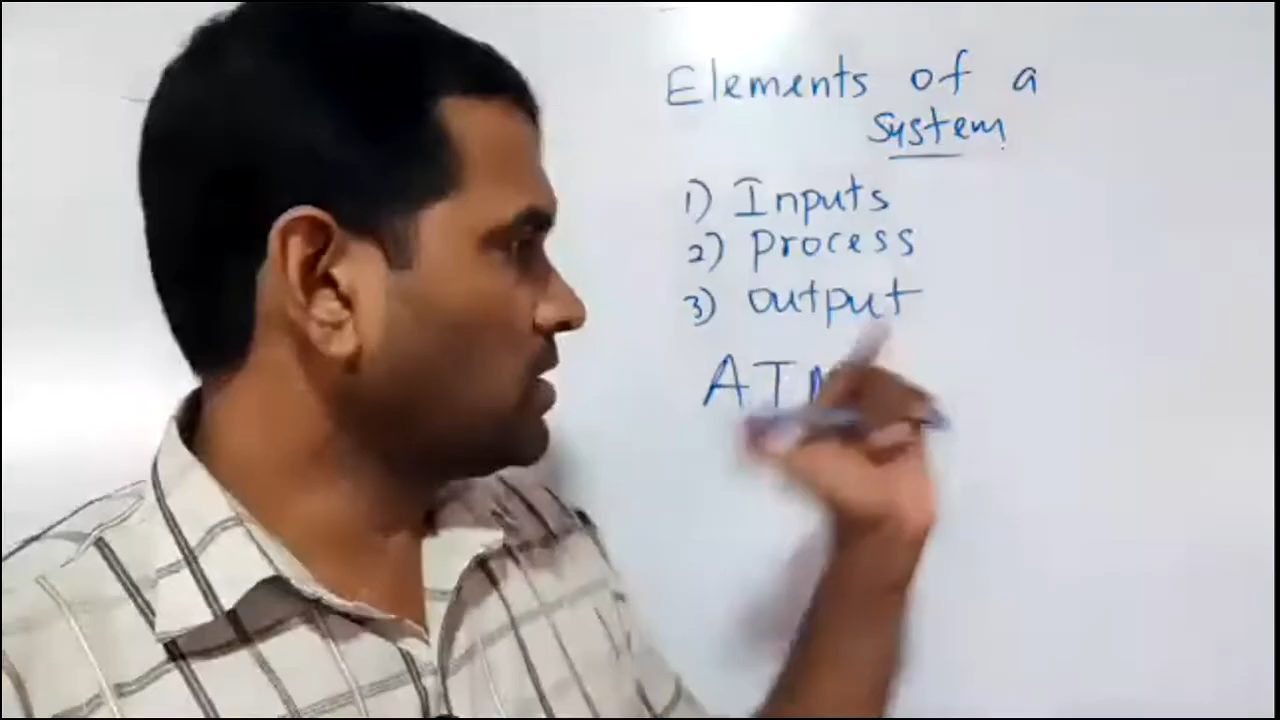 Elements of a
system
1) Inputs
2) Process
3) output